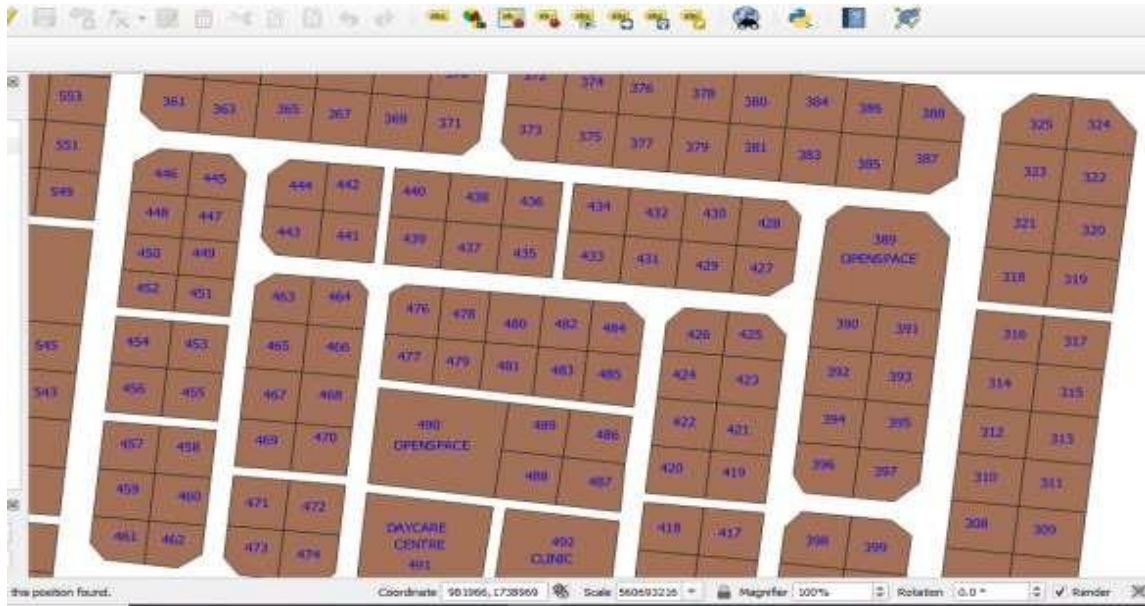 374 376 378 380 384 386 388
553 361 363 365 367 369 371
325 324
551 373 375 377 379 381 383 385 387
549 446 445 444 442 440 438 436 434 432 430 428
323 322
448 447 443 441 439 437 435 433 431 429 427
321 320
389
OPENSPACE
450 449
318 319
452 451 463 464 476 478 480 482 484 426 425 390 391
316 317
545 454 453 465 466 477 479 481 483 485 424 423 392 393
314 315
543 456 455 467 468
490
OPENSPACE
489 486 422 421 394 395
312 313
457 458 469 470 488 487 420 419 396 397
310 311
459 460 471 472
DAYCARE
CENTRE
491
492
CLINIC
418 417 398 399
308 309
461 462 473 474
the position found. Coordinate 981966,1738969 Scale 560693216 Magnifier 100% Rotation 0.0 ° Render